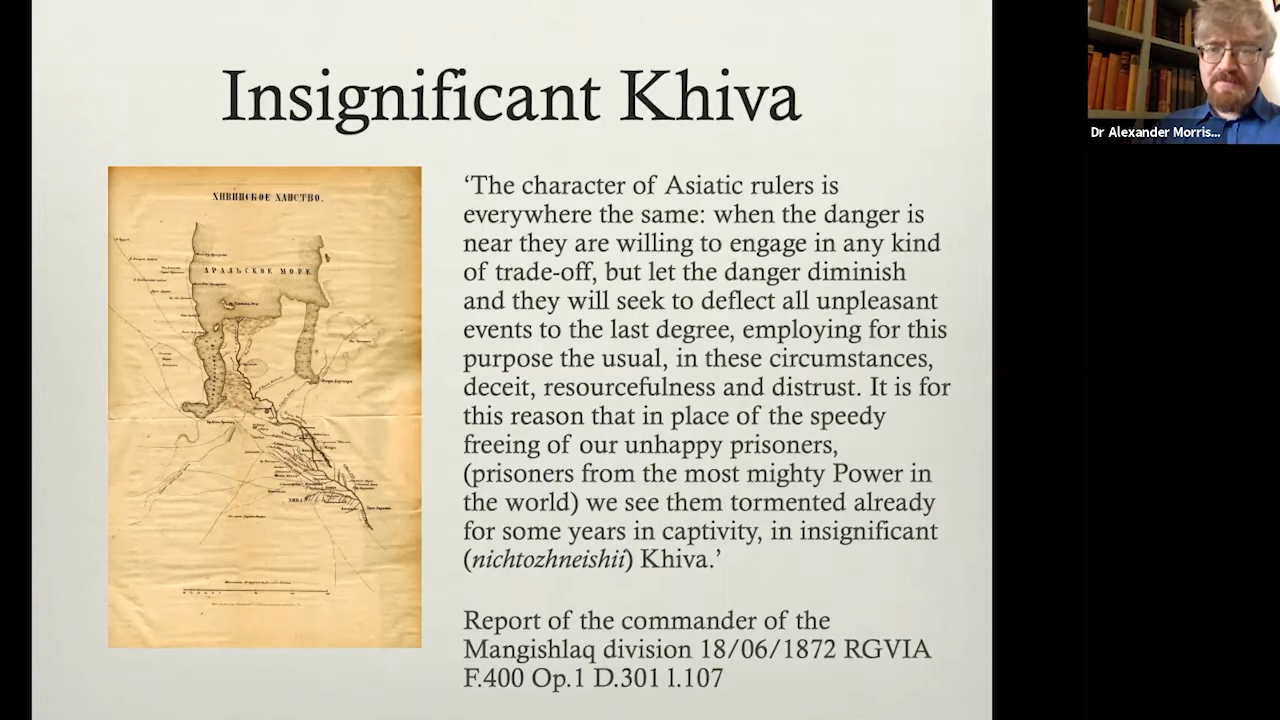 Insignificant Khiva
ХИВИНСКОЕ ХАНСТВО.
АРАЛЬСКОЕ МОРЕ
‘The character of Asiatic rulers is
everywhere the same: when the danger is
near they are willing to engage in any kind
of trade-off, but let the danger diminish
and they will seek to deflect all unpleasant
events to the last degree, employing for this
purpose the usual, in these circumstances,
deceit, resourcefulness and distrust. It is for
this reason that in place of the speedy
freeing of our unhappy prisoners,
(prisoners from the most mighty Power in
the world) we see them tormented already
for some years in captivity, in insignificant
(nichtozhneishii) Khiva.’
Report of the commander of the
Mangishlaq division 18/06/1872 RGVIA
F.400 Op.1 D.301 l.107
Dr Alexander Morris...